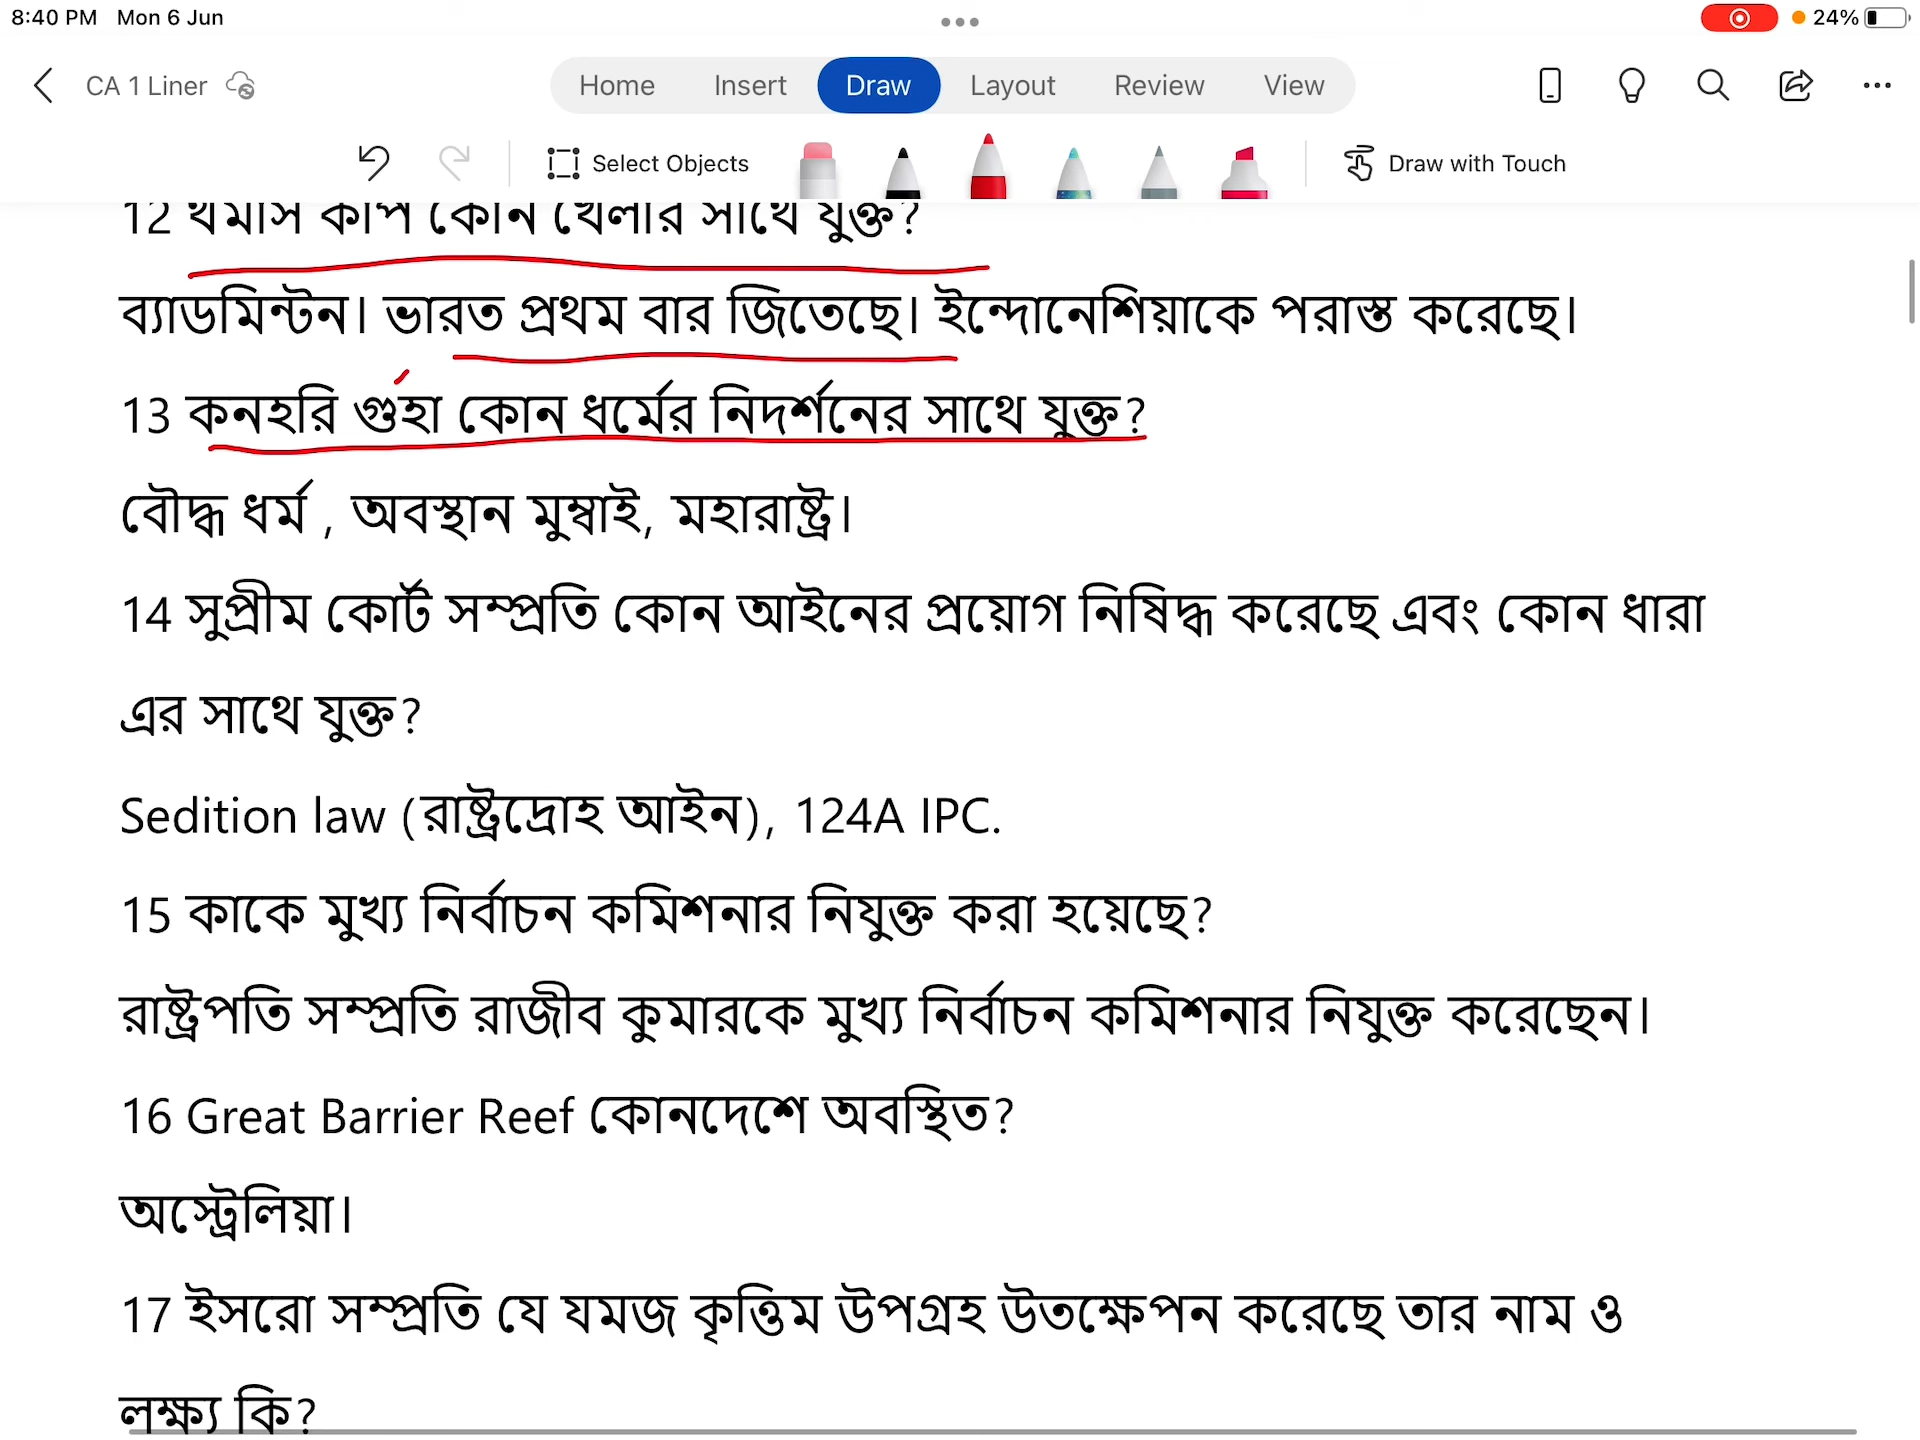 8:40 PM Mon 6 Jun 24%
CA 1 Liner Home Insert Draw Layout Review View
Select Objects Draw with Touch
12 থমাস কাপ কোন খেলার সাথে যুক্ত?
ব্যাডমিন্টন। ভারত প্রথম বার জিতেছে। ইন্দোনেশিয়াকে পরাস্ত করেছে।
13 কনহরি গুহা কোন ধর্মের নিদর্শনের সাথে যুক্ত?
বৌদ্ধ ধর্ম , অবস্থান মুম্বাই, মহারাষ্ট্র।
14 সুপ্রীম কোর্ট সম্প্রতি কোন আইনের প্রয়োগ নিষিদ্ধ করেছে এবং কোন ধারা
এর সাথে যুক্ত?
Sedition law (রাষ্ট্রদ্রোহ আইন), 124A IPC.
15 কাকে মুখ্য নির্বাচন কমিশনার নিযুক্ত করা হয়েছে?
রাষ্ট্রপতি সম্প্রতি রাজীব কুমারকে মুখ্য নির্বাচন কমিশনার নিযুক্ত করেছেন।
16 Great Barrier Reef কোনদেশে অবস্থিত?
অস্ট্রেলিয়া।
17 ইসরো সম্প্রতি যে যমজ কৃত্তিম উপগ্রহ উতক্ষেপন করেছে তার নাম ও
লক্ষ্য কি?